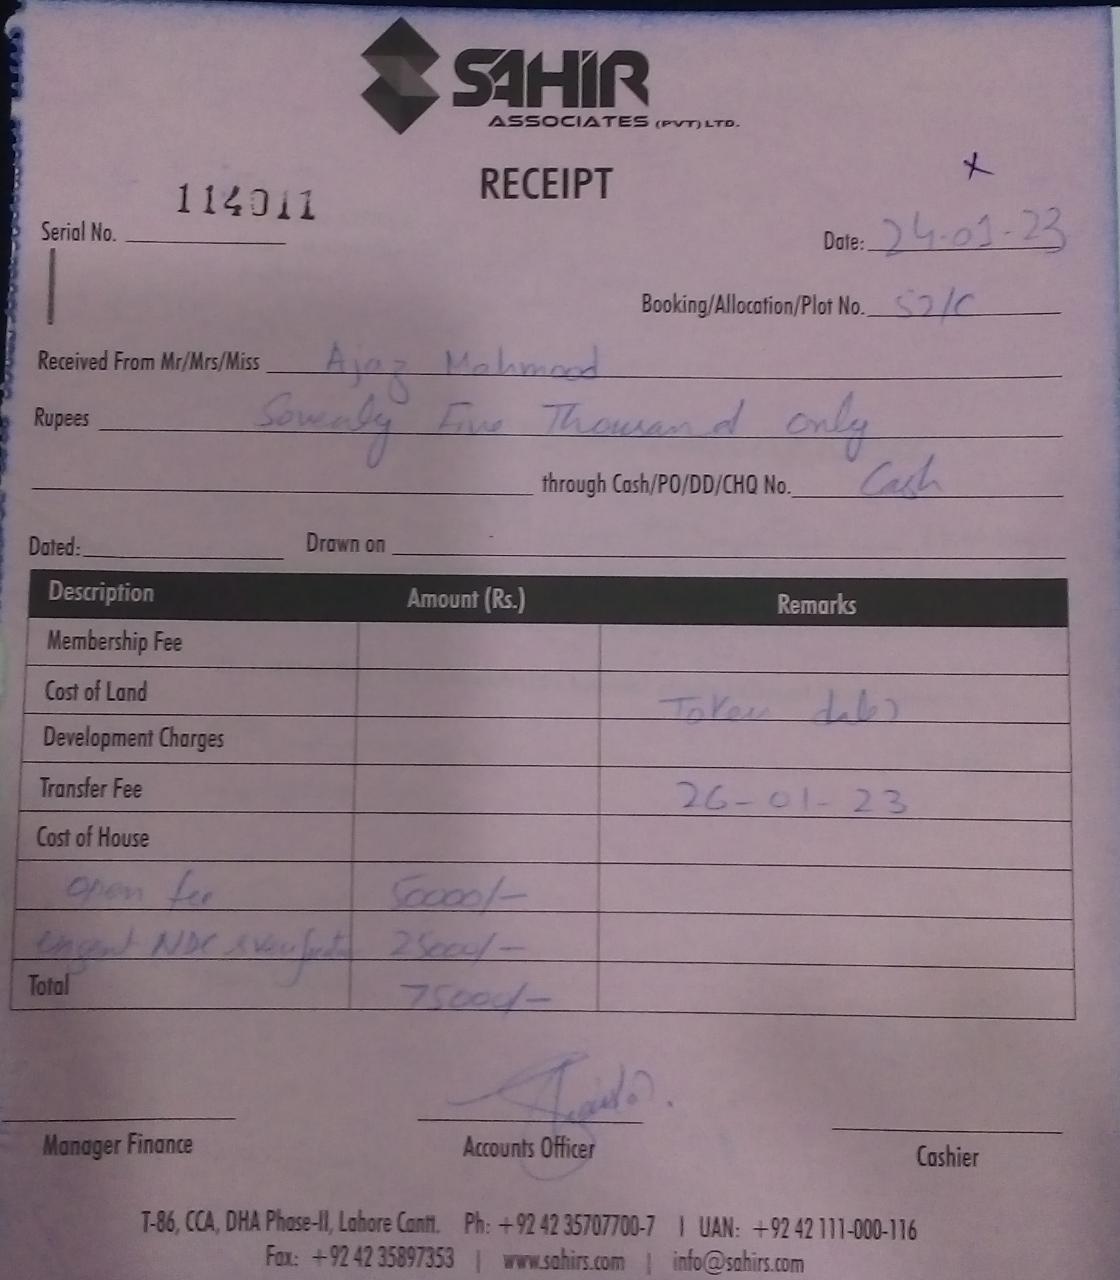 SAHIR
ASSOCIATES (PVT) LTD.
RECEIPT
x
114011
Serial No.
Date: 24-01-23
Booking/Allocation/Plot No. 52/C
Received From Mr/Mrs/Miss Ajaz Mahmood
Rupees Seventy Five Thousand only
through Cash/PO/DD/CHQ No. Cash
Dated: Drawn on
Description Amount (Rs.) Remarks
Membership Fee
Cost of Land Token
Development Charges
Transfer Fee 26-01-23
Cost of House
open fee 50000/-
urgent NDC 25000/-
Total 75000/-
Manager Finance Accounts Officer Cashier
T-86, CCA, DHA Phase-II, Lahore Cantt. Ph: +92 42 35707700-7 | UAN: +92 42 111-000-116
Fax: +92 42 35897353 | www.sahirs.com | info@sahirs.com